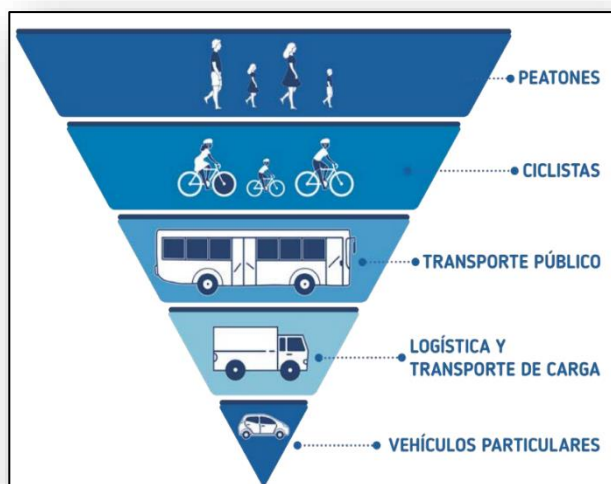 PEATONES
CICLISTAS
TRANSPORTE PÚBLICO
LOGÍSTICA Y
TRANSPORTE DE CARGA
VEHÍCULOS PARTICULARES